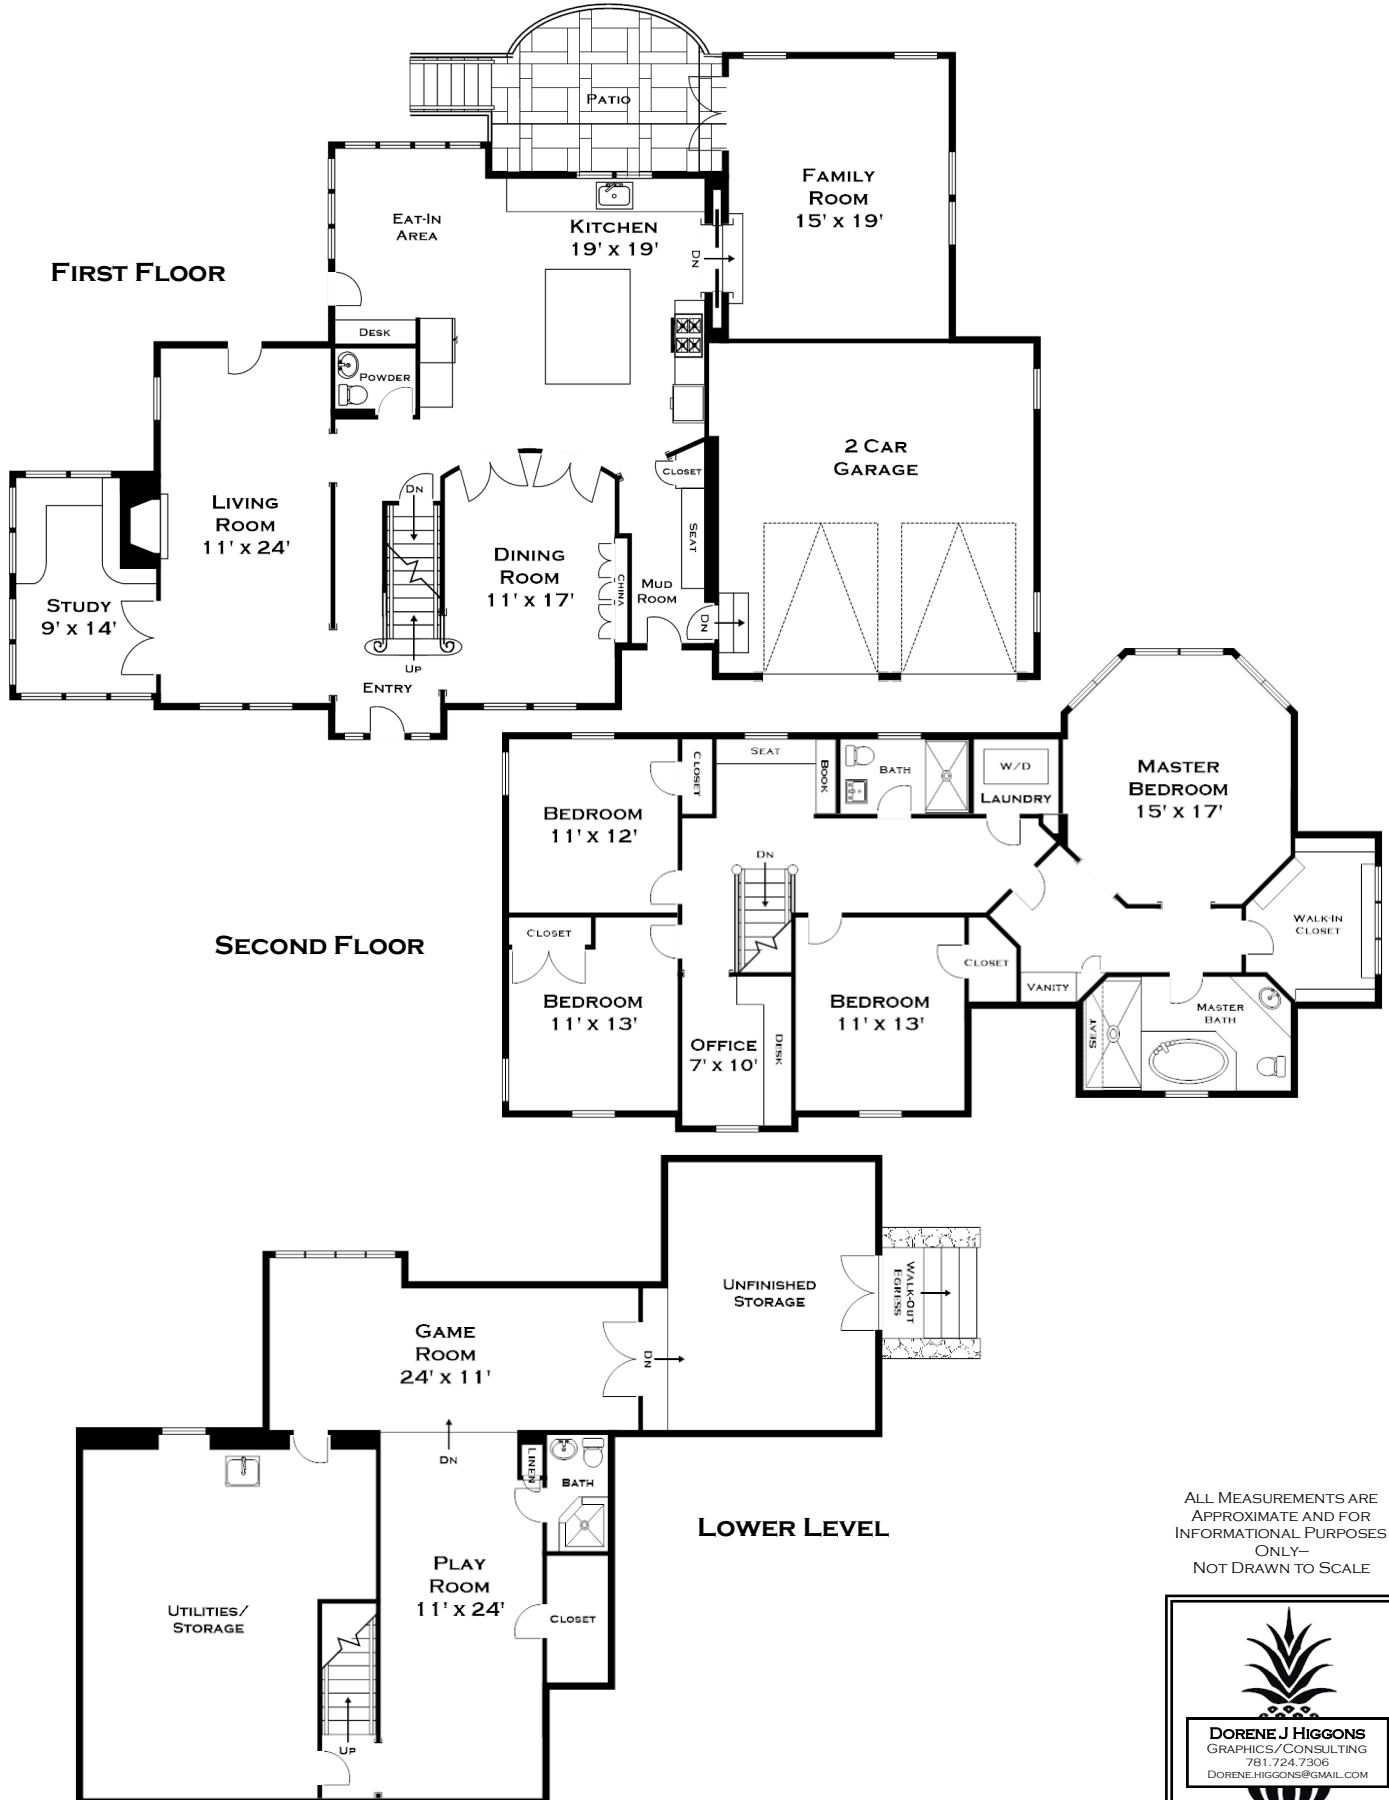 PATIO
FAMILY
ROOM
15' x 19'
EAT-IN
AREA
KITCHEN
19' x 19'
DN
FIRST FLOOR
DESK
POWDER
2 CAR
GARAGE
CLOSET
DN
LIVING
ROOM
11' x 24'
SEAT
DINING
ROOM
11' x 17'
CHINA
MUD
ROOM
DN
STUDY
9' x 14'
UP
ENTRY
SEAT
CLOSET
BOOK
BATH
W/D
LAUNDRY
MASTER
BEDROOM
15' x 17'
BEDROOM
11' x 12'
DN
WALK-IN
CLOSET
SECOND FLOOR
CLOSET
CLOSET
VANITY
BEDROOM
11' x 13'
BEDROOM
11' x 13'
MASTER
BATH
SEAT
OFFICE
7' x 10'
DESK
UNFINISHED
STORAGE
WALK-OUT
EGRESS
GAME
ROOM
24' x 11'
DN
DN
LINEN
BATH
LOWER LEVEL
PLAY
ROOM
11' x 24'
CLOSET
UTILITIES/
STORAGE
UP
ALL MEASUREMENTS ARE
APPROXIMATE AND FOR
INFORMATIONAL PURPOSES
ONLY–
NOT DRAWN TO SCALE
DORENE J HIGGONS
GRAPHICS/CONSULTING
781.724.7306
DORENE.HIGGONS@GMAIL.COM